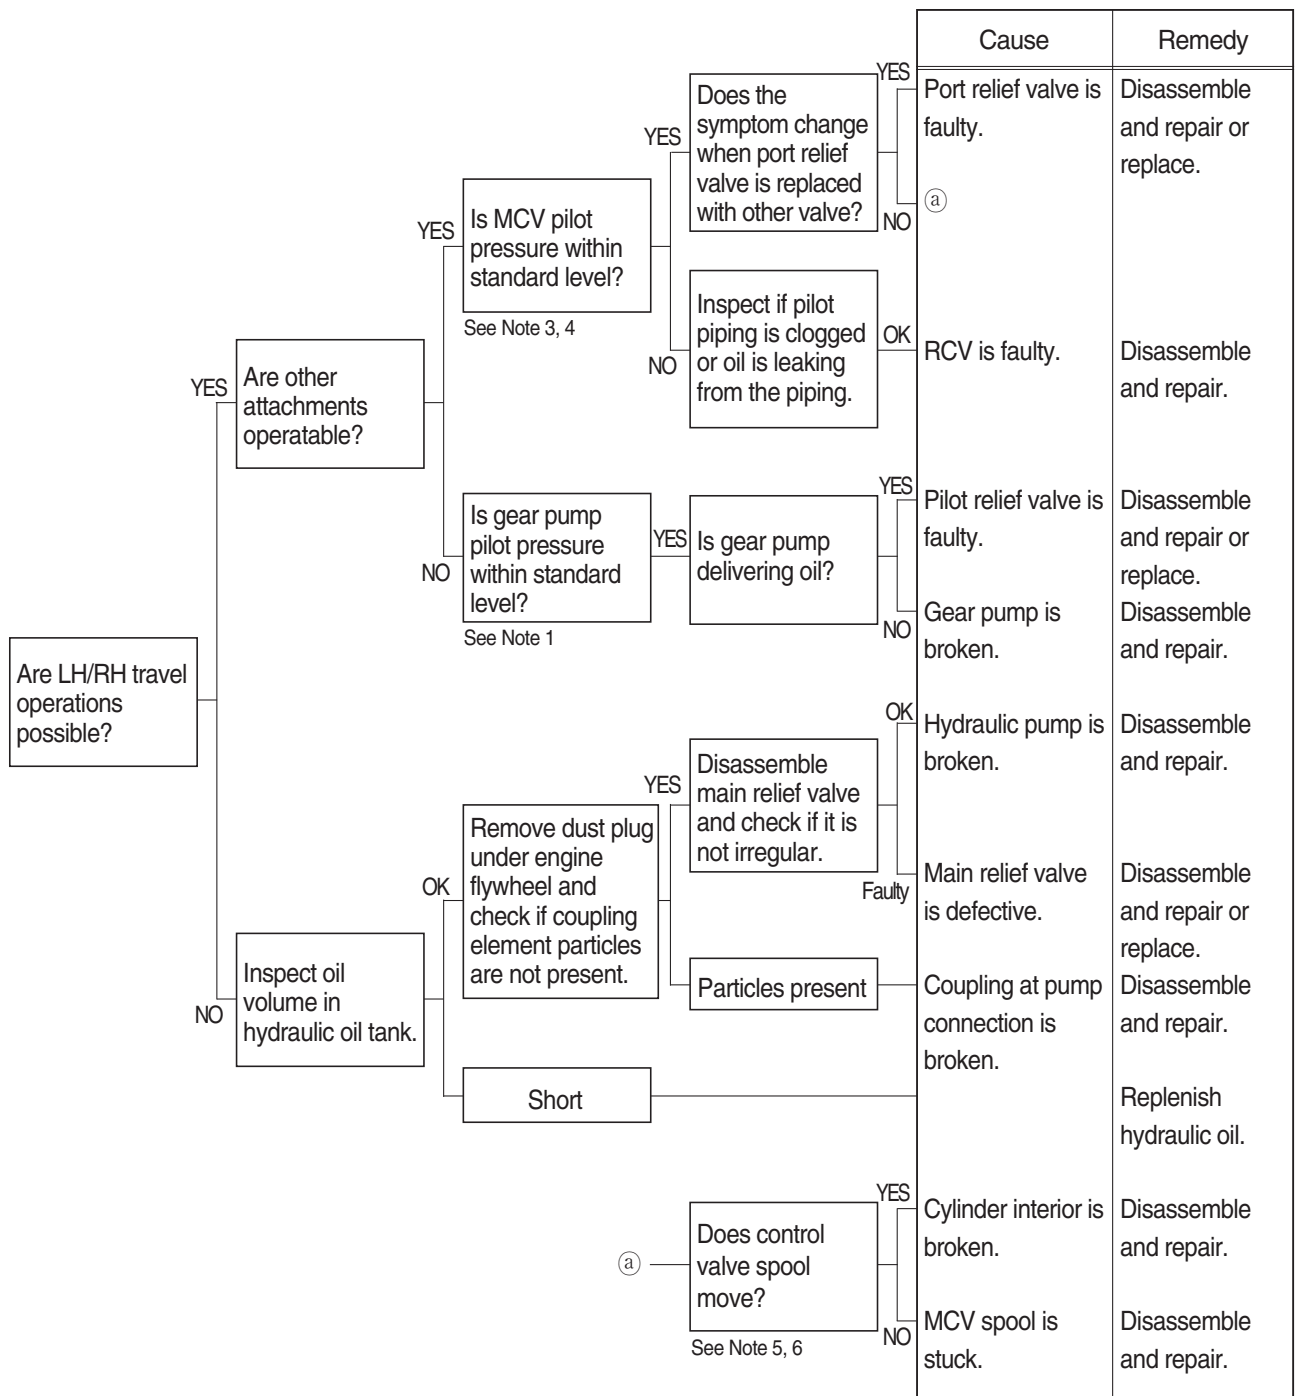 Cause
Remedy
YES
Does the
symptom change
when port relief
valve is replaced
with other valve?
Port relief valve is
faulty.
Disassemble
and repair or
replace.
YES
NO
ⓐ
YES
Is MCV pilot
pressure within
standard level?
See Note 3, 4
Inspect if pilot
piping is clogged
or oil is leaking
from the piping.
NO
OK
RCV is faulty.
Disassemble
and repair.
YES
Are other
attachments
operatable?
NO
Is gear pump
pilot pressure
within standard
level?
See Note 1
YES
Is gear pump
delivering oil?
YES
Pilot relief valve is
faulty.
Disassemble
and repair or
replace.
NO
Gear pump is
broken.
Disassemble
and repair.
Are LH/RH travel
operations
possible?
NO
Inspect oil
volume in
hydraulic oil tank.
OK
Remove dust plug
under engine
flywheel and
check if coupling
element particles
are not present.
YES
Disassemble
main relief valve
and check if it is
not irregular.
OK
Hydraulic pump is
broken.
Disassemble
and repair.
Faulty
Main relief valve
is defective.
Disassemble
and repair or
replace.
Particles present
Coupling at pump
connection is
broken.
Disassemble
and repair.
Short
Replenish
hydraulic oil.
ⓐ
Does control
valve spool
move?
See Note 5, 6
YES
Cylinder interior is
broken.
Disassemble
and repair.
NO
MCV spool is
stuck.
Disassemble
and repair.